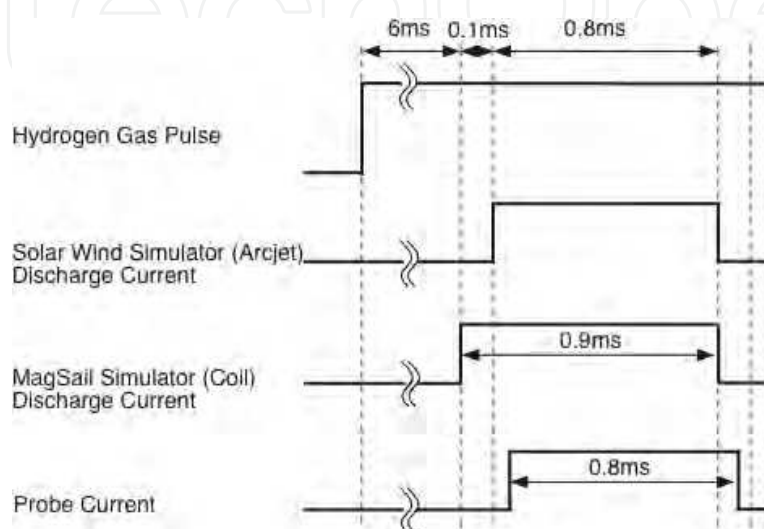 6ms 0.1ms 0.8ms
Hydrogen Gas Pulse
Solar Wind Simulator (Arcjet)
Discharge Current
0.9ms
MagSail Simulator (Coil)
Discharge Current
0.8ms
Probe Current